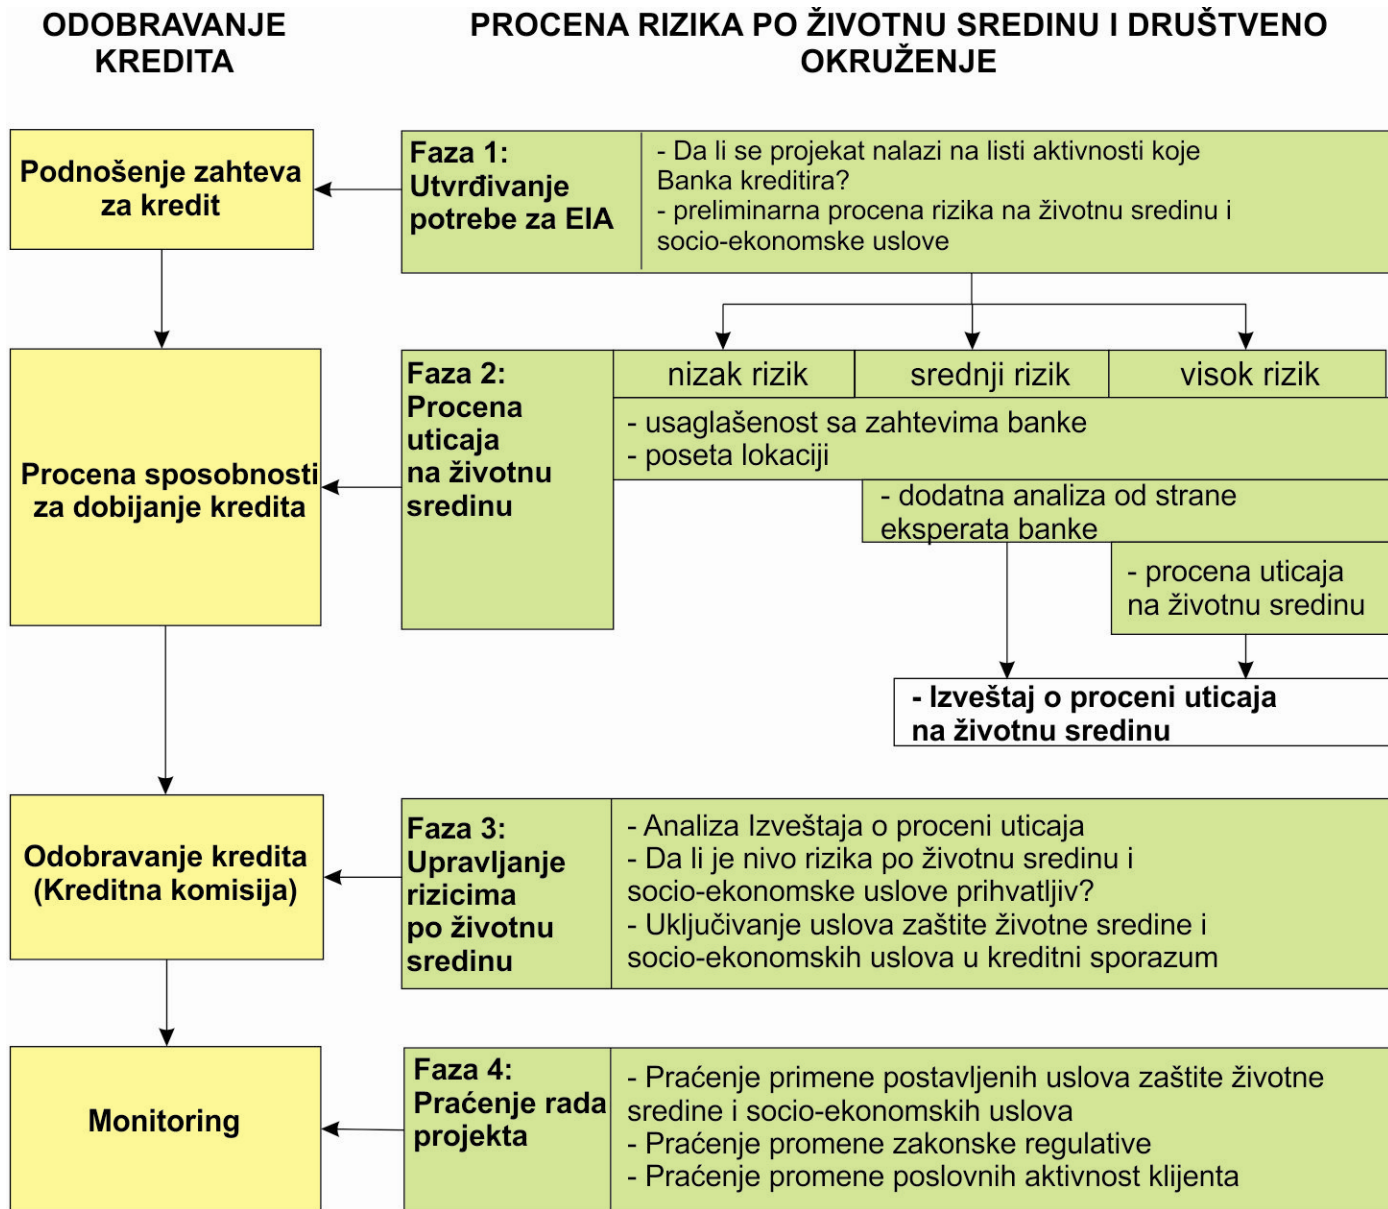 ODOBRAVANJE
KREDITA
PROCENA RIZIKA PO ŽIVOTNU SREDINU I DRUŠTVENO
OKRUŽENJE
Podnošenje zahteva
za kredit
Faza 1:
Utvrđivanje
potrebe za EIA
- Da li se projekat nalazi na listi aktivnosti koje
Banka kreditira?
- preliminarna procena rizika na životnu sredinu i
socio-ekonomske uslove
Procena sposobnosti
za dobijanje kredita
Faza 2:
Procena
uticaja
na životnu
sredinu
nizak rizik
srednji rizik
visok rizik
- usaglašenost sa zahtevima banke
- poseta lokaciji
- dodatna analiza od strane
eksperata banke
- procena uticaja
na životnu sredinu
- Izveštaj o proceni uticaja
na životnu sredinu
Odobravanje kredita
(Kreditna komisija)
Faza 3:
Upravljanje
rizicima
po životnu
sredinu
- Analiza Izveštaja o proceni uticaja
- Da li je nivo rizika po životnu sredinu i
socio-ekonomske uslove prihvatljiv?
- Uključivanje uslova zaštite životne sredine i
socio-ekonomskih uslova u kreditni sporazum
Monitoring
Faza 4:
Praćenje rada
projekta
- Praćenje primene postavljenih uslova zaštite životne
sredine i socio-ekonomskih uslova
- Praćenje promene zakonske regulative
- Praćenje promene poslovnih aktivnost klijenta